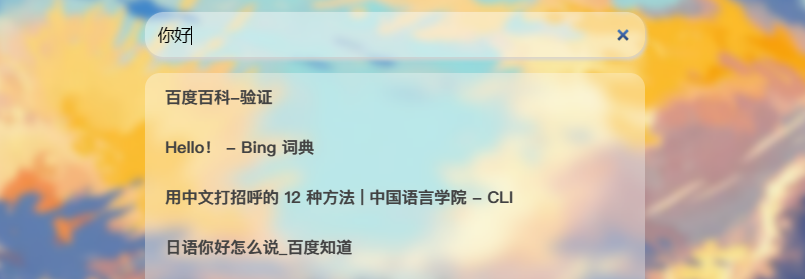 你好
百度百科-验证
Hello! - Bing 词典
用中文打招呼的 12 种方法 | 中国语言学院 - CLI
日语你好怎么说_百度知道